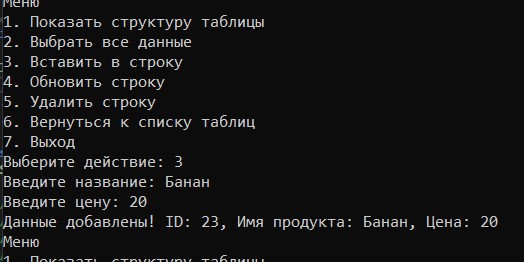 Меню
1. Показать структуру таблицы
2. Выбрать все данные
3. Вставить в строку
4. Обновить строку
5. Удалить строку
6. Вернуться к списку таблиц
7. Выход
Выберите действие: 3
Введите название: Банан
Введите цену: 20
Данные добавлены! ID: 23, Имя продукта: Банан, Цена: 20
Меню
1. Показать структуру таблицы